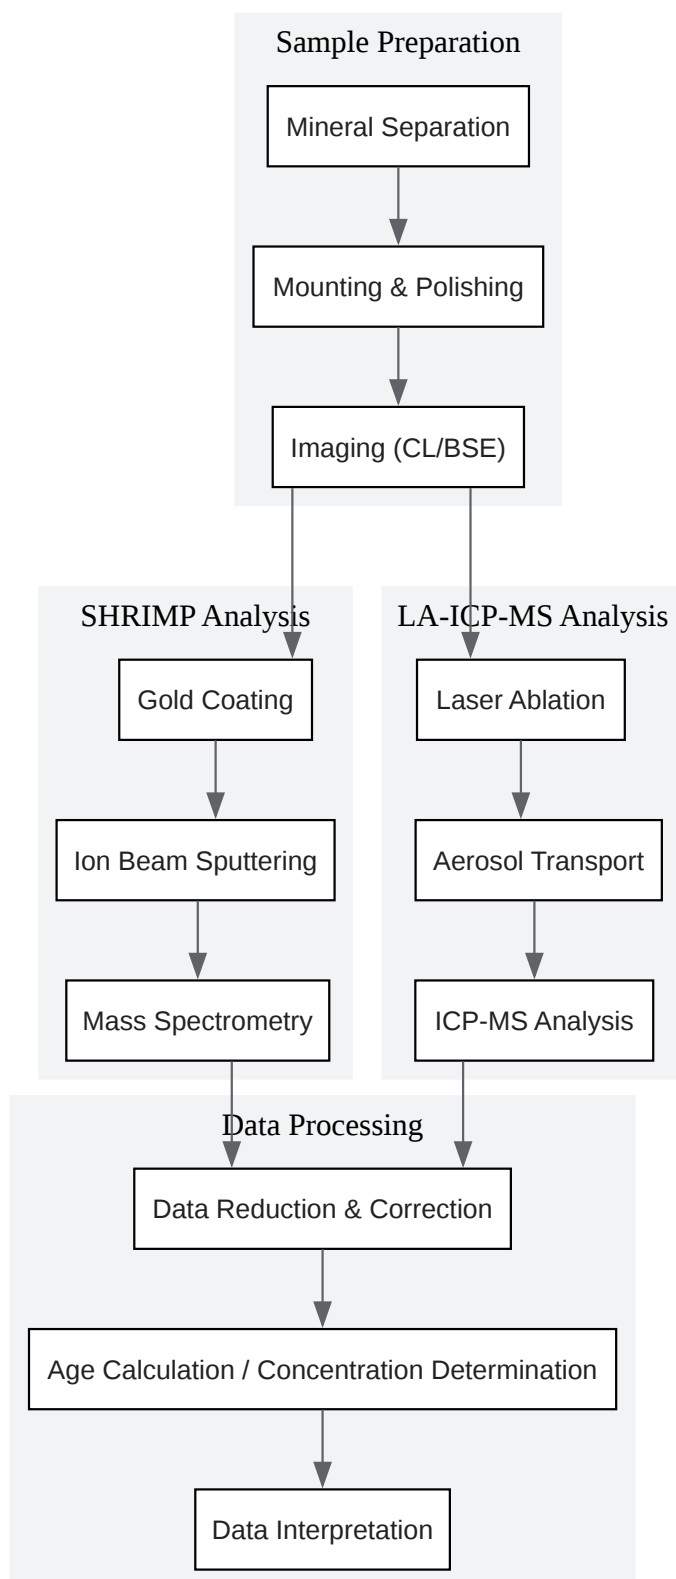 Sample Preparation
Mineral Separation
Mounting & Polishing
Imaging (CL/BSE)
SHRIMP Analysis
Gold Coating
Ion Beam Sputtering
Mass Spectrometry
LA-ICP-MS Analysis
Laser Ablation
Aerosol Transport
ICP-MS Analysis
Data Processing
Data Reduction & Correction
Age Calculation / Concentration Determination
Data Interpretation